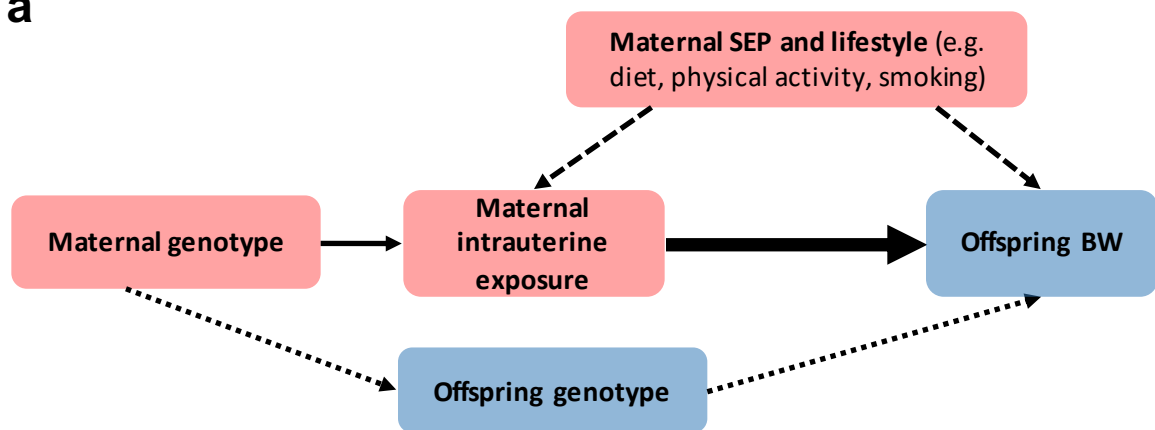 a
Maternal SEP and lifestyle (e.g.
diet, physical activity, smoking)
Maternal genotype
Maternal
intrauterine
exposure
Offspring BW
Offspring genotype